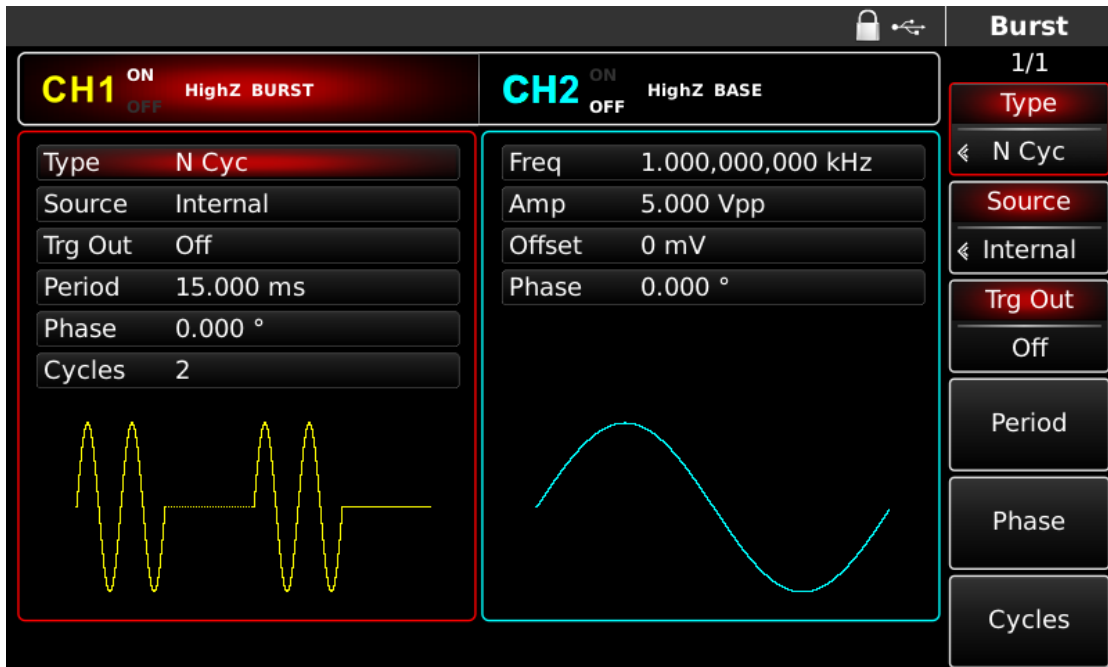 Burst
1/1
CH1 ON OFF HighZ BURST
CH2 ON OFF HighZ BASE
Type N Cyc
Source Internal
Trg Out Off
Period 15.000 ms
Phase 0.000 °
Cycles 2
Freq 1.000,000,000 kHz
Amp 5.000 Vpp
Offset 0 mV
Phase 0.000 °
Type
N Cyc
Source
Internal
Trg Out
Off
Period
Phase
Cycles